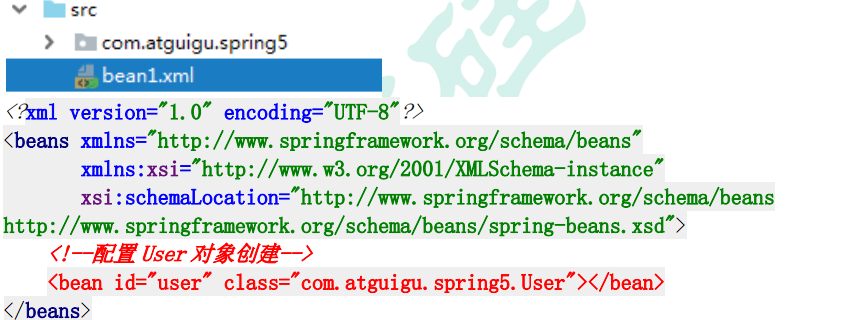 src
com.atguigu.spring5
bean1.xml
<?xml version="1.0" encoding="UTF-8"?>
<beans xmlns="http://www.springframework.org/schema/beans"
xmlns:xsi="http://www.w3.org/2001/XMLSchema-instance"
xsi:schemaLocation="http://www.springframework.org/schema/beans
http://www.springframework.org/schema/beans/spring-beans.xsd">
<!--配置 User 对象创建-->
<bean id="user" class="com.atguigu.spring5.User"></bean>
</beans>